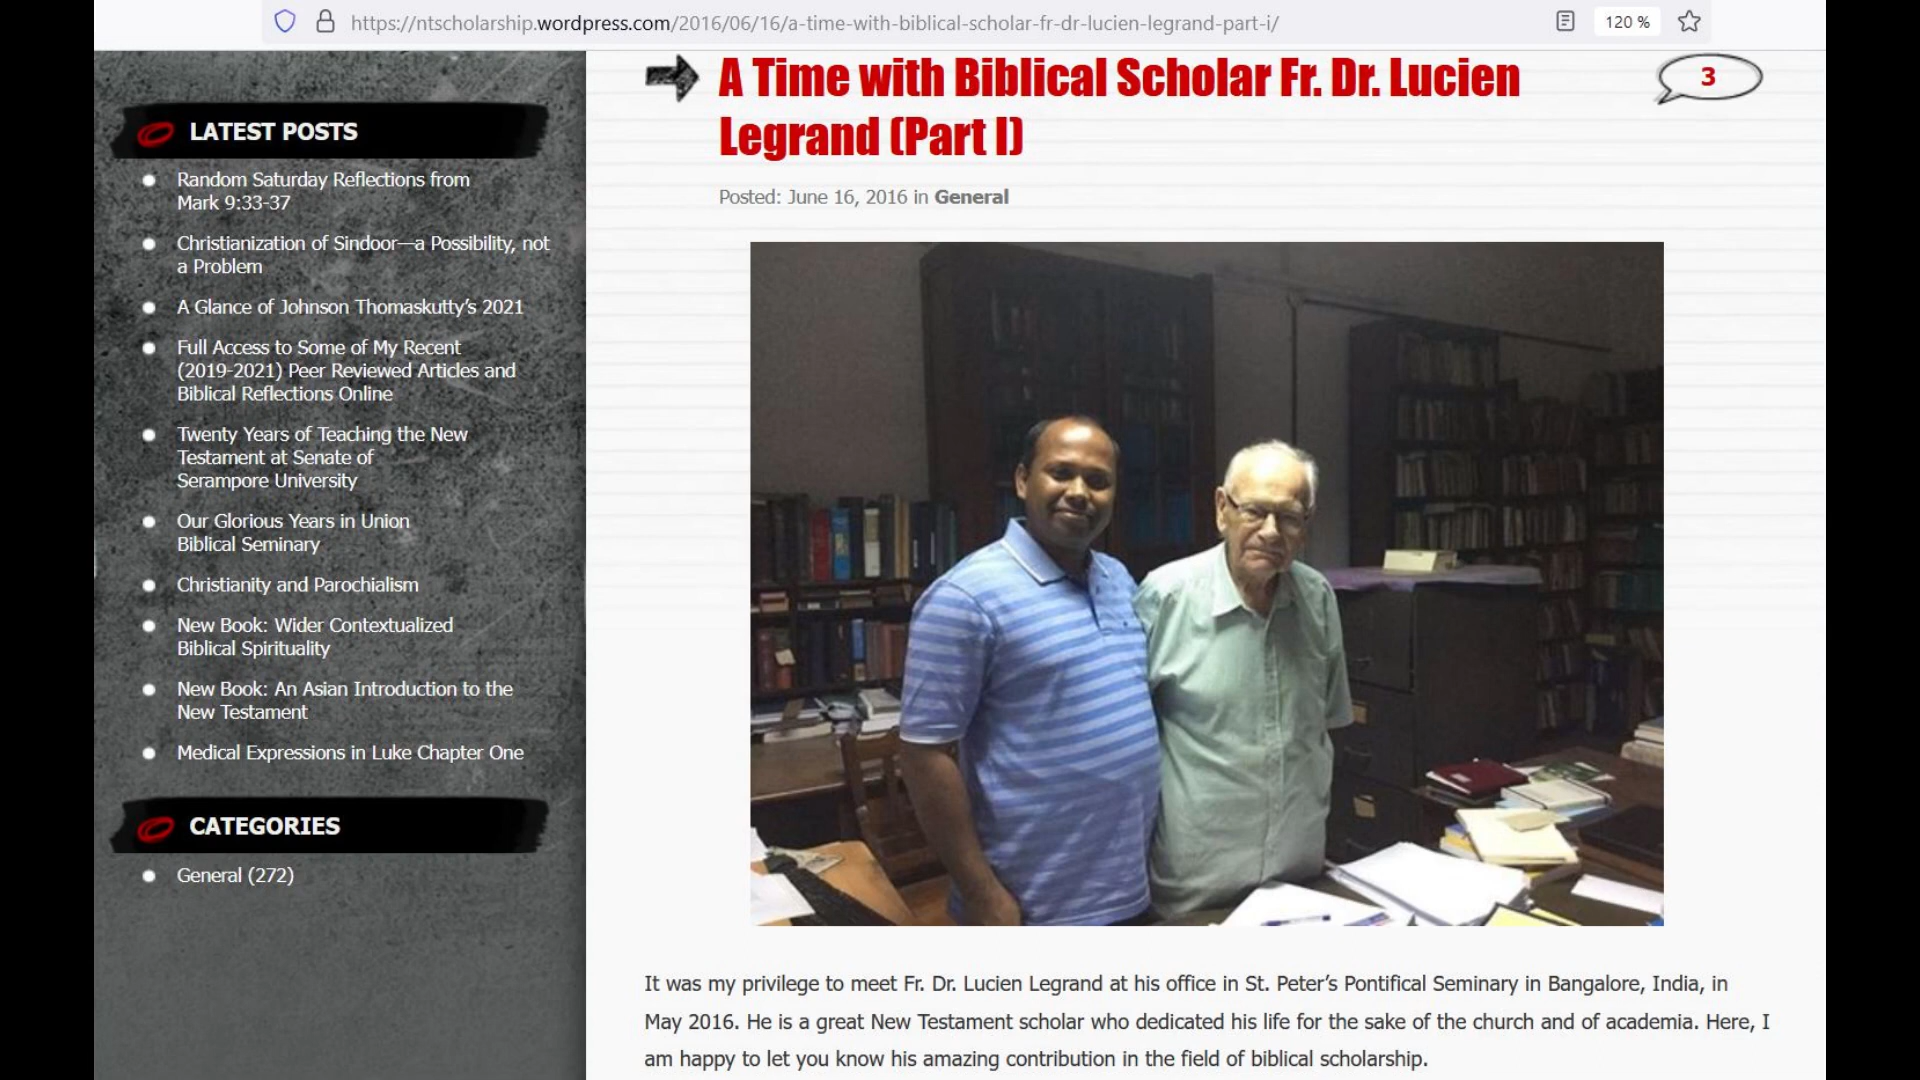 https://ntscholarship.wordpress.com/2016/06/16/a-time-with-biblical-scholar-fr-dr-lucien-legrand-part-i/
120 %
LATEST POSTS
Random Saturday Reflections from
Mark 9:33-37
Christianization of Sindoor—a Possibility, not
a Problem
A Glance of Johnson Thomaskutty’s 2021
Full Access to Some of My Recent
(2019-2021) Peer Reviewed Articles and
Biblical Reflections Online
Twenty Years of Teaching the New
Testament at Senate of
Serampore University
Our Glorious Years in Union
Biblical Seminary
Christianity and Parochialism
New Book: Wider Contextualized
Biblical Spirituality
New Book: An Asian Introduction to the
New Testament
Medical Expressions in Luke Chapter One
CATEGORIES
General (272)
A Time with Biblical Scholar Fr. Dr. Lucien
Legrand (Part I)
3
Posted: June 16, 2016 in General
It was my privilege to meet Fr. Dr. Lucien Legrand at his office in St. Peter’s Pontifical Seminary in Bangalore, India, in
May 2016. He is a great New Testament scholar who dedicated his life for the sake of the church and of academia. Here, I
am happy to let you know his amazing contribution in the field of biblical scholarship.